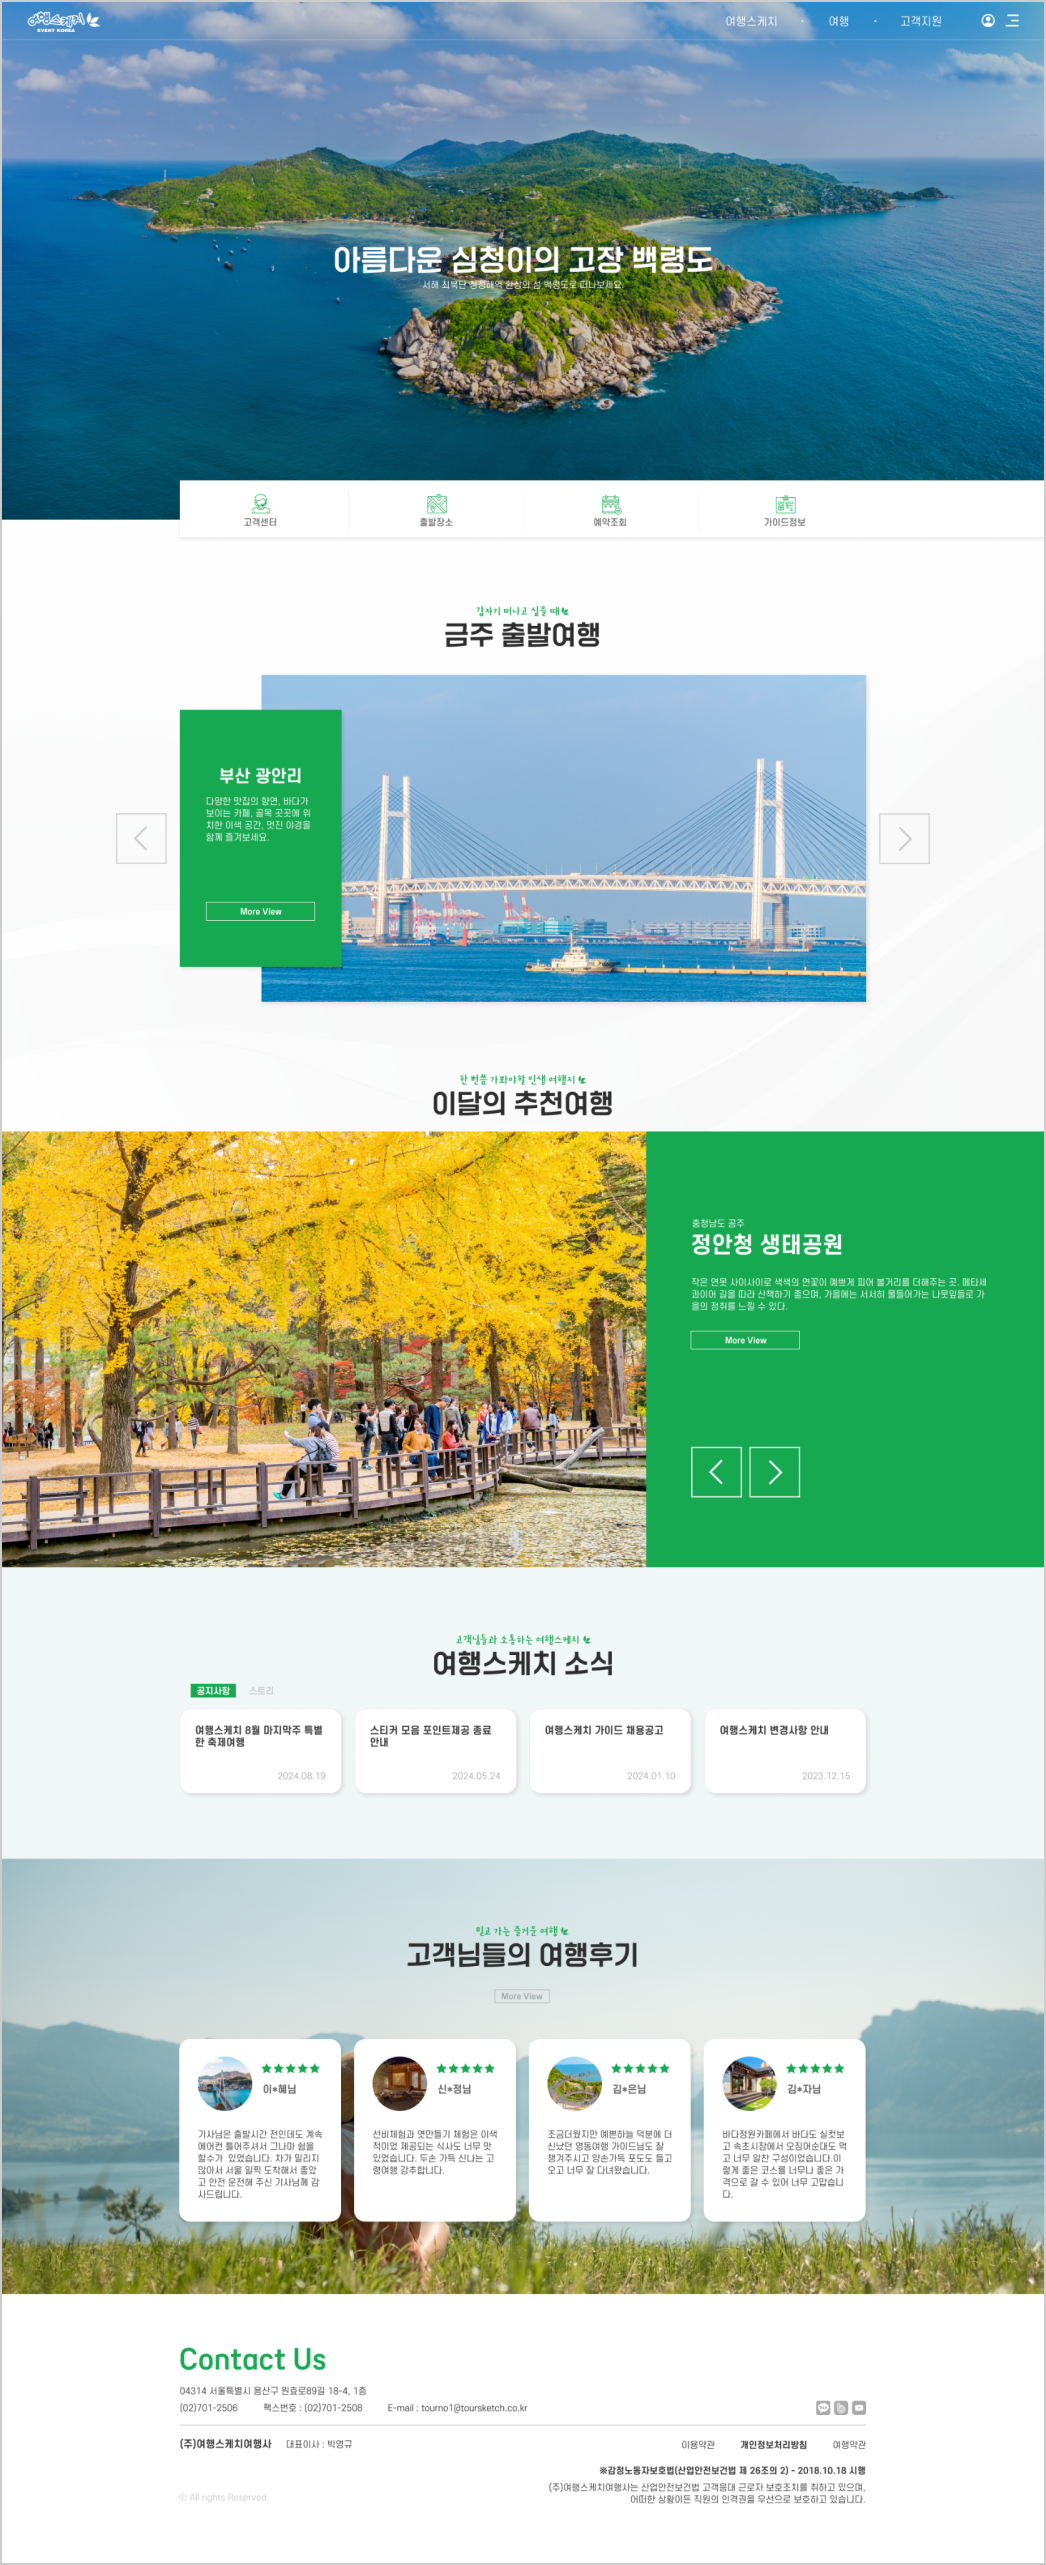 여행스케치
EVENT KOREA
여행스케치 · 여행 · 고객지원
아름다운 심청이의 고장 백령도
서해 최북단 청정해역 환상의 섬 백령도로 떠나보세요.
고객센터
출발장소
예약조회
가이드정보
갑자기 떠나고 싶을 때
금주 출발여행
부산 광안리
다양한 맛집의 향연, 바다가
보이는 카페, 골목 곳곳에 위
치한 이색 공간, 멋진 야경을
함께 즐겨보세요.
More View
한 번쯤 가봐야할 인생 여행지
이달의 추천여행
충청남도 공주
정안청 생태공원
작은 연못 사이사이로 색색의 연꽃이 예쁘게 피어 볼거리를 더해주는 곳. 메타세
콰이어 길을 따라 산책하기 좋으며, 가을에는 서서히 물들어가는 나뭇잎들로 가
을의 정취를 느낄 수 있다.
More View
고객님들과 소통하는 여행스케치
여행스케치 소식
공지사항 스토리
여행스케치 8월 마지막주 특별
한 축제여행
2024.08.19
스티커 모음 포인트제공 종료
안내
2024.05.24
여행스케치 가이드 채용공고
2024.01.10
여행스케치 변경사항 안내
2023.12.15
믿고 가는 즐거운 여행
고객님들의 여행후기
More View
이*혜님
기사님은 출발시간 전인데도 계속
에어컨 틀어주셔서 그나마 쉼을
할수가 있었습니다. 차가 밀리지
않아서 서울 일찍 도착해서 좋았
고 안전 운전해 주신 기사님께 감
사드립니다.
신*정님
선비체험과 엿만들기 체험은 이색
적이었 제공되는 식사도 너무 맛
있었습니다. 두손 가득 신나는 고
령여행 강추합니다.
김*은님
조금더웠지만 예쁜하늘 덕분에 더
신났던 영동여행 가이드님도 잘
챙겨주시고 양손가득 포도도 들고
오고 너무 잘 다녀왔습니다.
김*자님
바다정원카페에서 바다도 실컷보
고 속초시장에서 오징어순대도 먹
고 너무 알찬 구성이었습니다.이
렇게 좋은 코스를 너무나 좋은 가
격으로 갈 수 있어 너무 고맙습니
다.
Contact Us
04314 서울특별시 용산구 원효로89길 18-4, 1층
(02)701-2506 팩스번호 : (02)701-2508 E-mail : tourno1@toursketch.co.kr
(주)여행스케치여행사 대표이사 : 박영규
이용약관 개인정보처리방침 여행약관
※감정노동자보호법(산업안전보건법 제 26조의 2) - 2018.10.18 시행
(주)여행스케치여행사는 산업안전보건법 고객응대 근로자 보호조치를 취하고 있으며,
어떠한 상황이든 직원의 인격권을 우선으로 보호하고 있습니다.
ⓒ All rights Reserved.